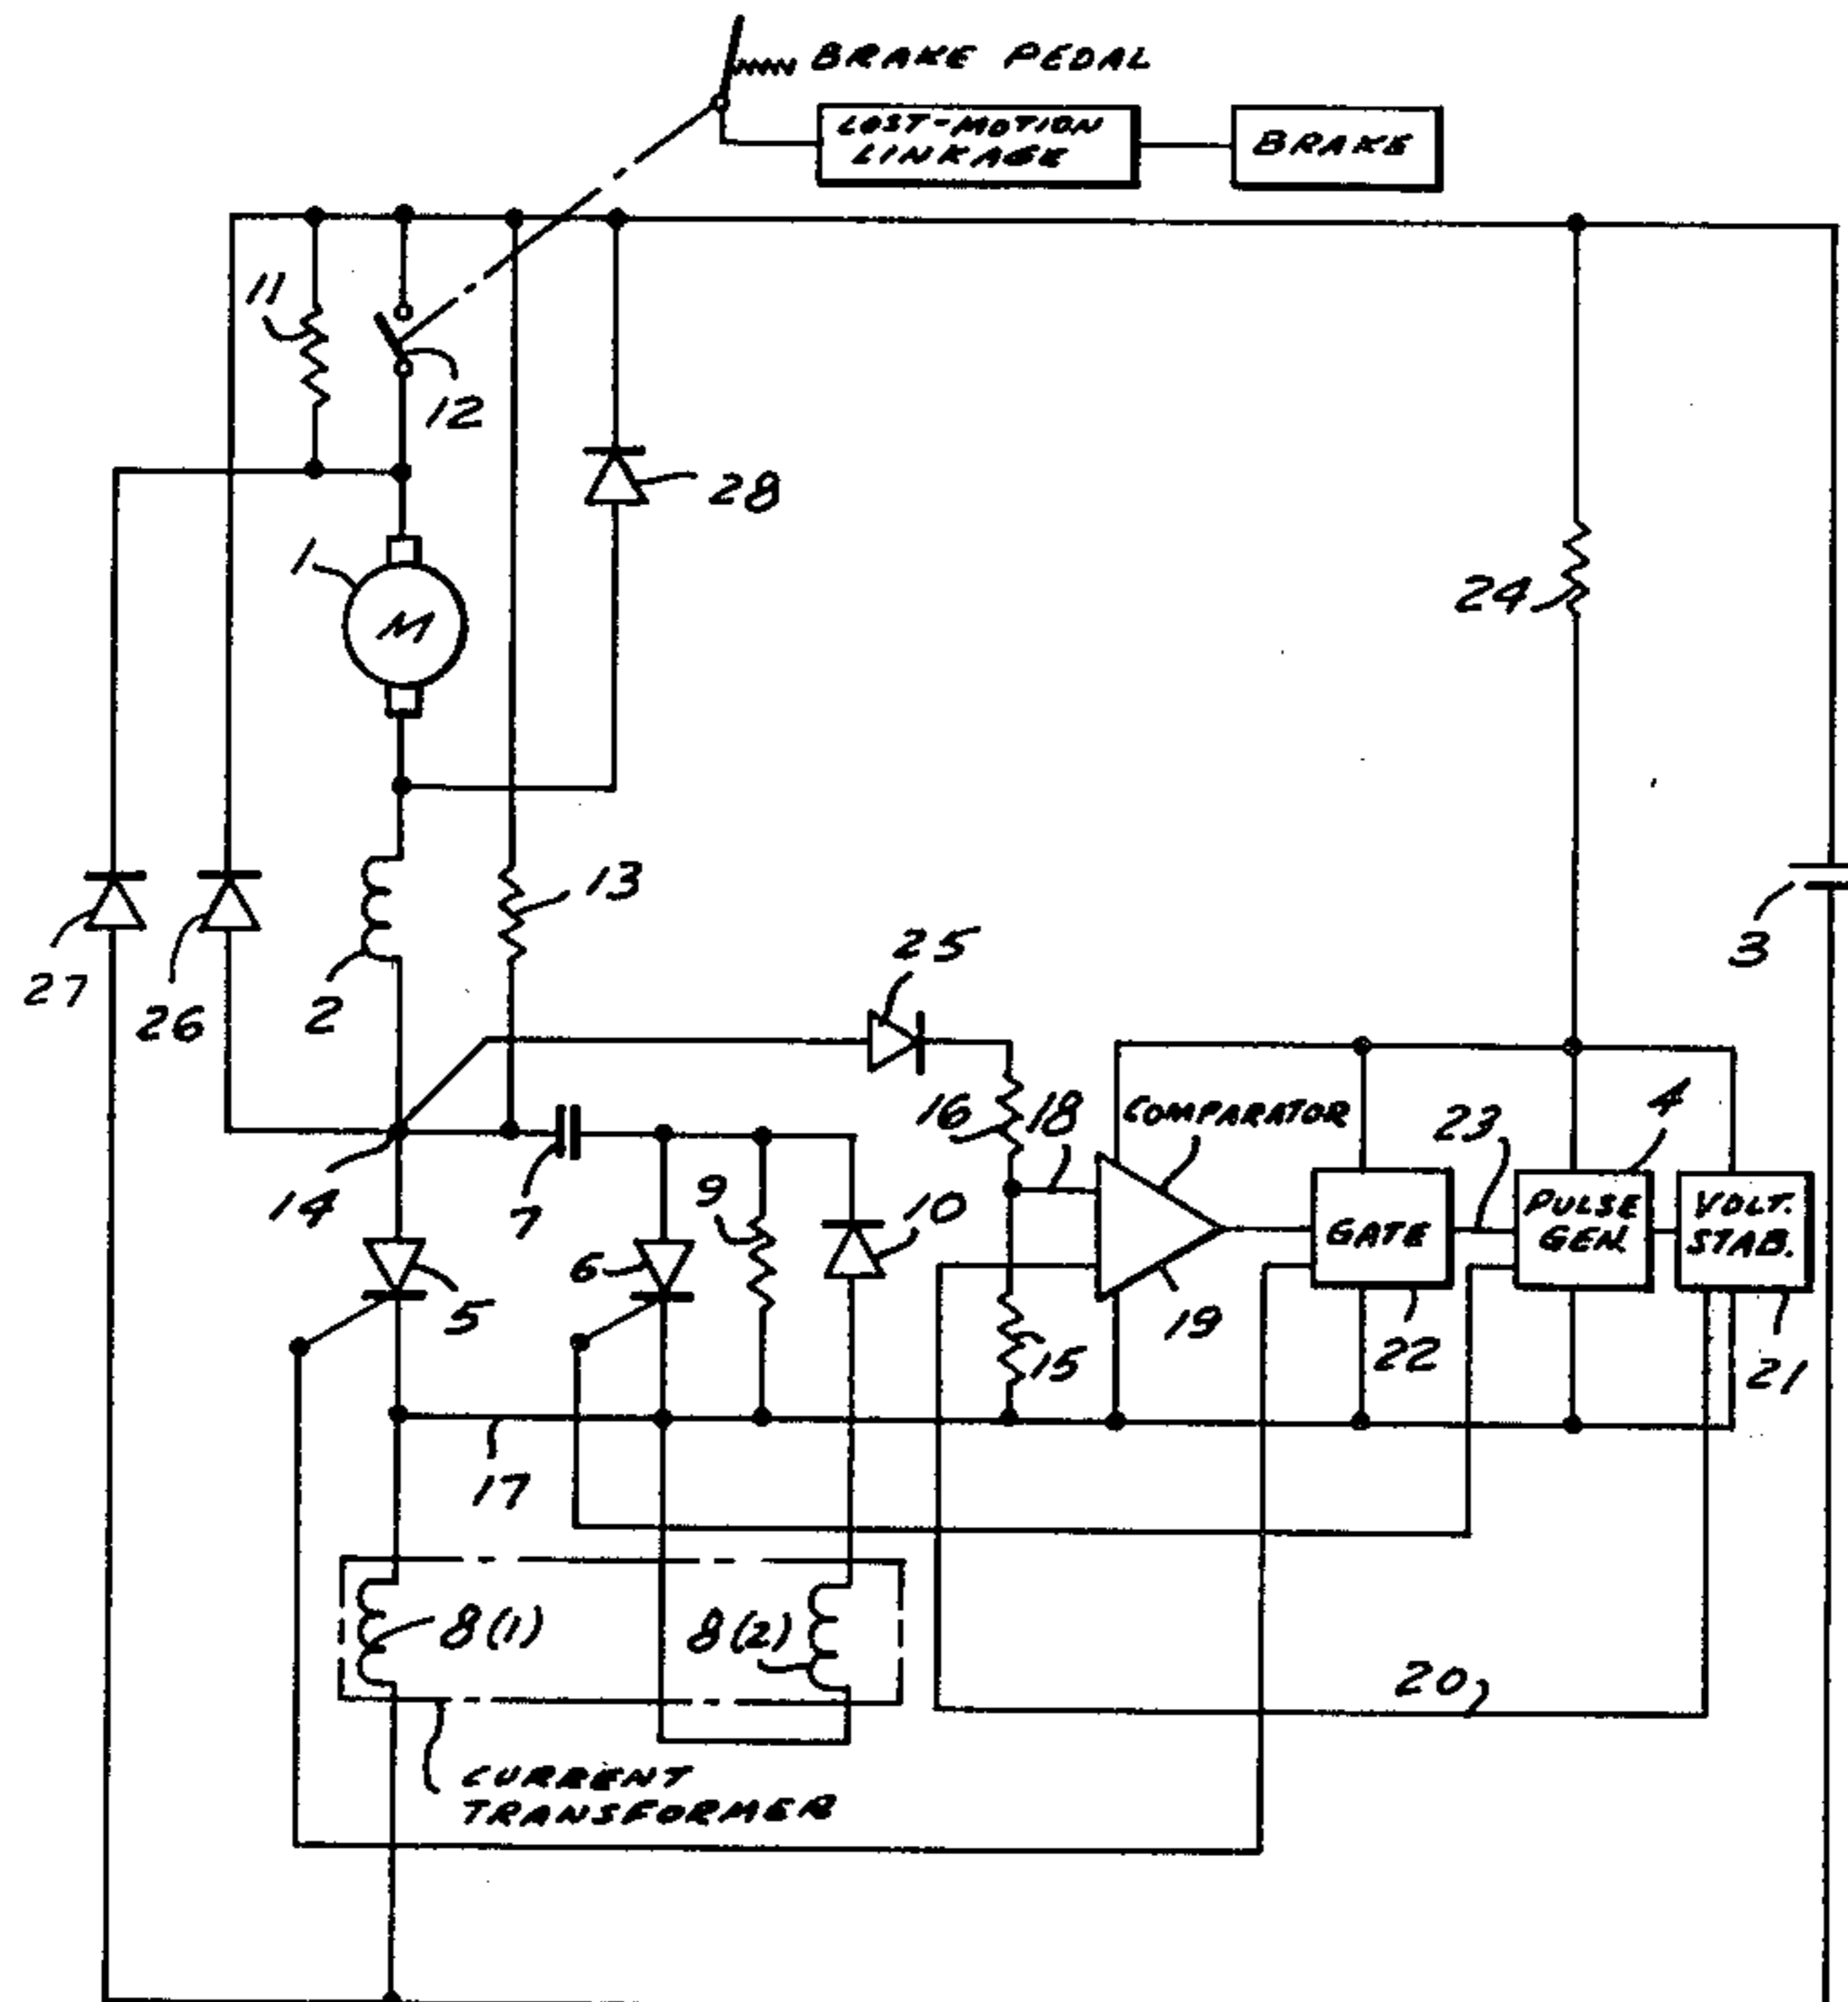 BRAKE PEDAL
LOST-MOTION
LINKAGE
BRAKE
11
12
28
1
M
24
27
26
2
13
25
3
14
7
16
18
COMPARATOR
23
4
5
6
9
10
GATE
PULSE
GEN.
VOLT.
STAB.
15
19
22
21
17
8(1)
8(2)
20
CURRENT
TRANSFORMER